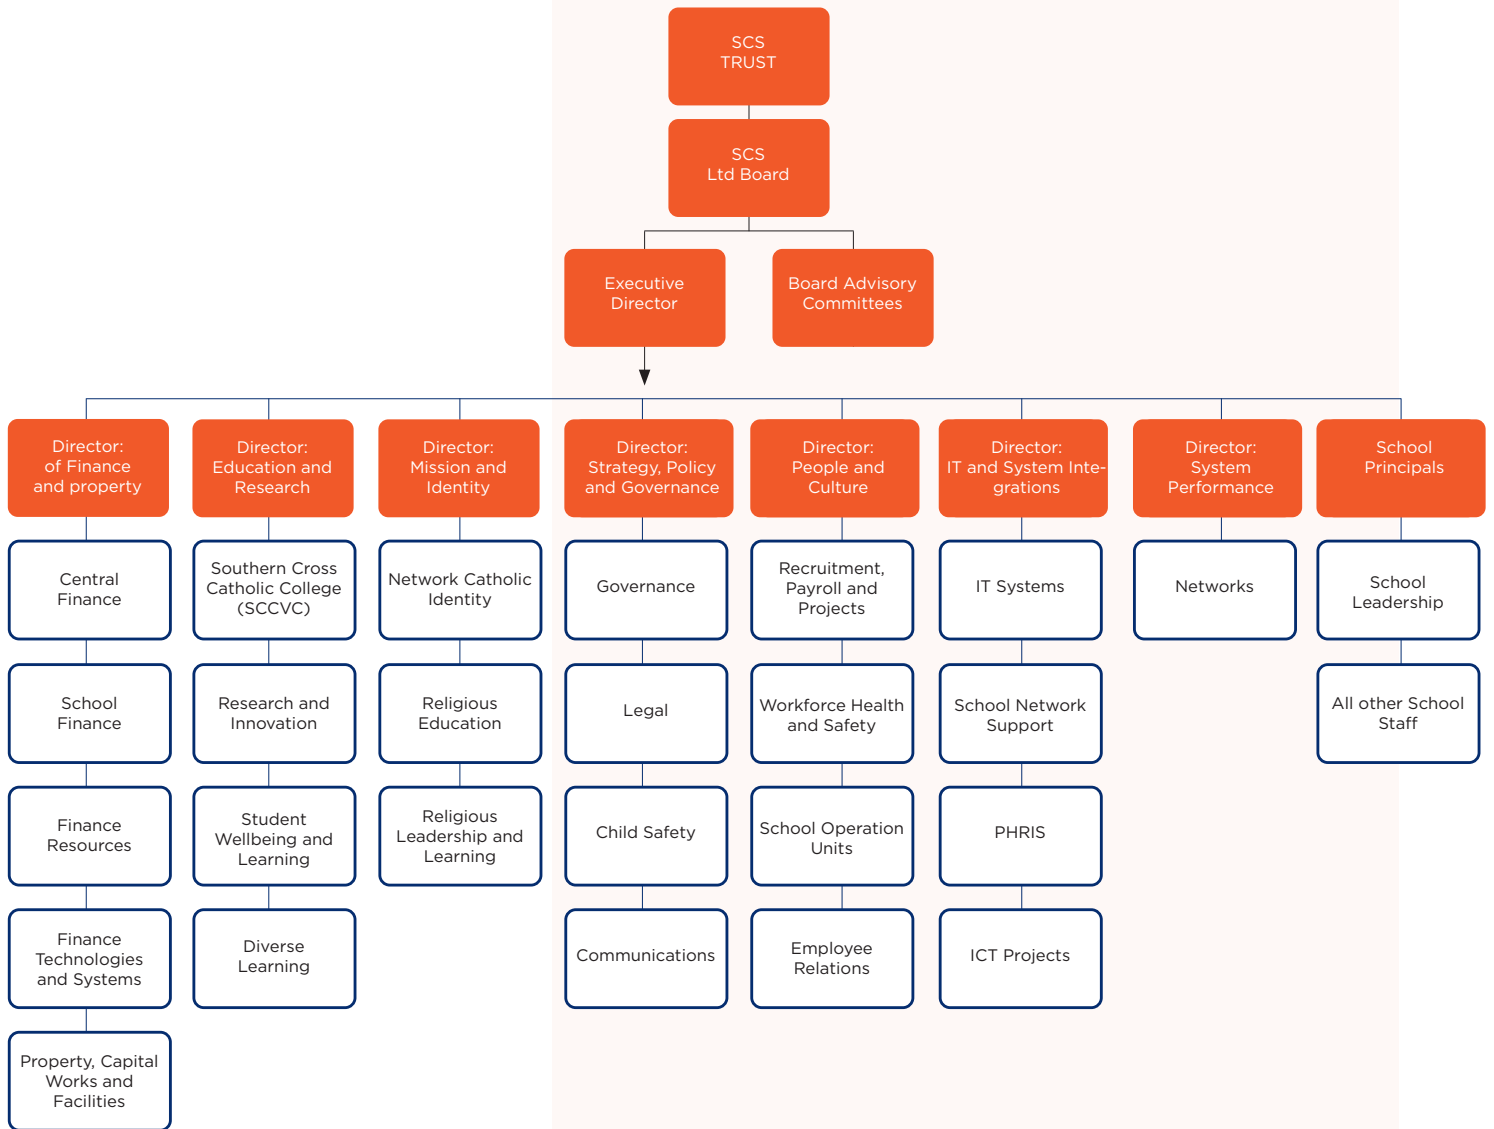 SCS
TRUST
SCS
Ltd Board
Executive
Director
Board Advisory
Committees
Director:
of Finance
and property
Director:
Education and
Research
Director:
Mission and
Identity
Director:
Strategy, Policy
and Governance
Director:
People and
Culture
Director:
IT and System Inte-
grations
Director:
System
Performance
School
Principals
Central
Finance
Southern Cross
Catholic College
(SCCVC)
Network Catholic
Identity
Governance
Recruitment,
Payroll and
Projects
IT Systems
Networks
School
Leadership
School
Finance
Research and
Innovation
Religious
Education
Legal
Workforce Health
and Safety
School Network
Support
All other School
Staff
Finance
Resources
Student
Wellbeing and
Learning
Religious
Leadership and
Learning
Child Safety
School Operation
Units
PHRIS
Finance
Technologies
and Systems
Diverse
Learning
Communications
Employee
Relations
ICT Projects
Property, Capital
Works and
Facilities